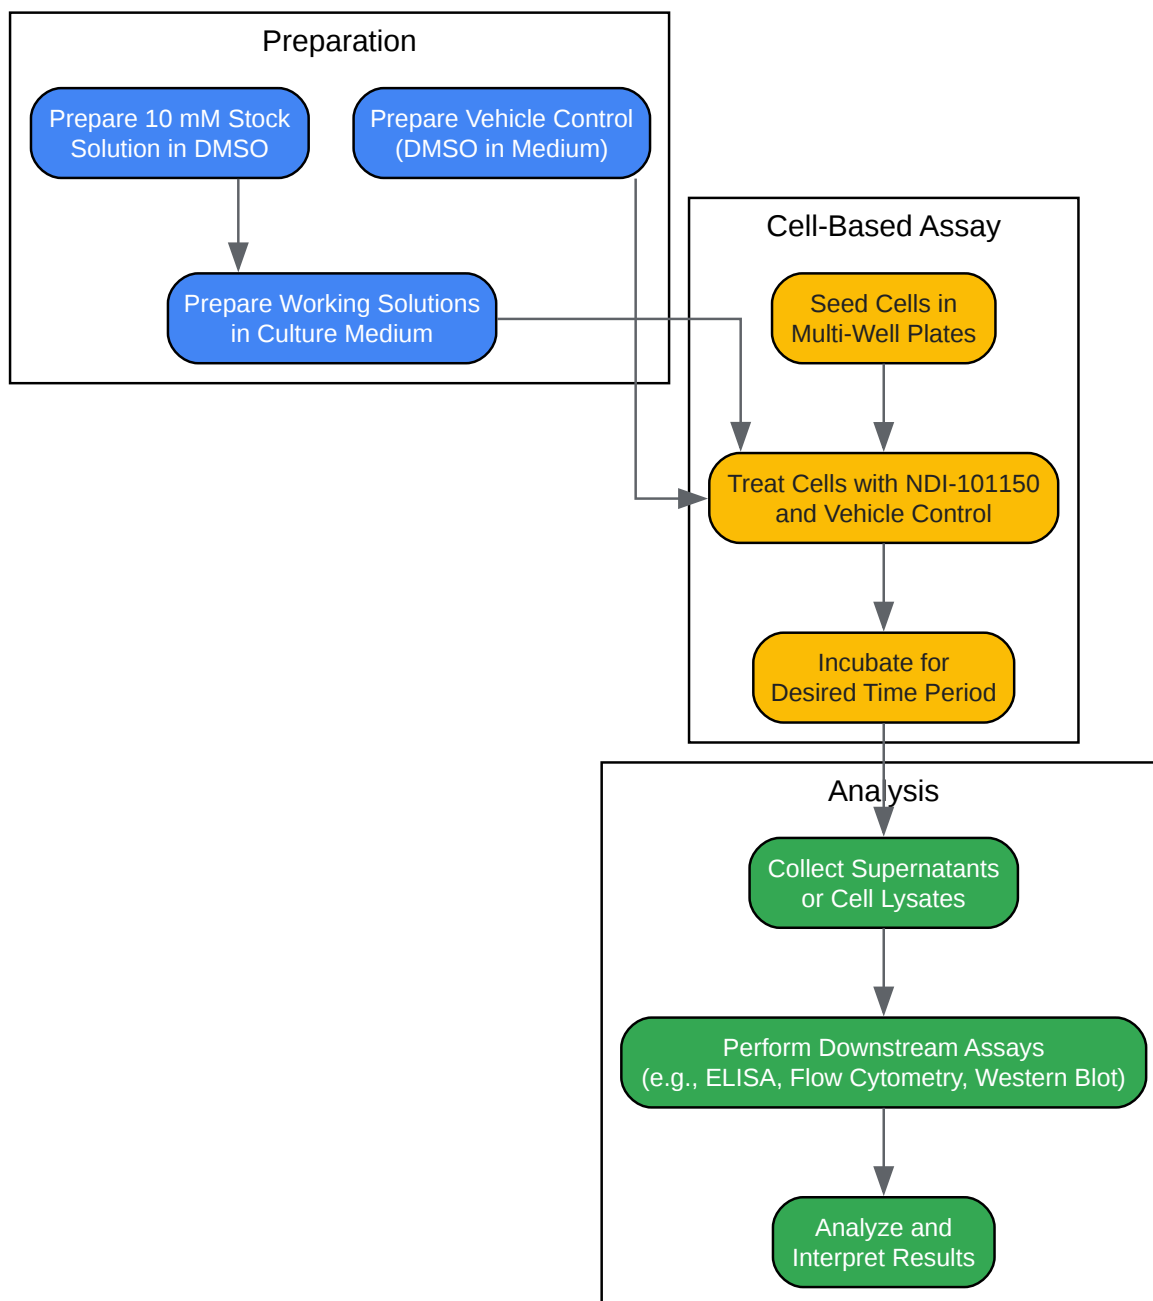 Preparation
Prepare 10 mM Stock
Solution in DMSO
Prepare Vehicle Control
(DMSO in Medium)
Prepare Working Solutions
in Culture Medium
Cell-Based Assay
Seed Cells in
Multi-Well Plates
Treat Cells with NDI-101150
and Vehicle Control
Incubate for
Desired Time Period
Analysis
Collect Supernatants
or Cell Lysates
Perform Downstream Assays
(e.g., ELISA, Flow Cytometry, Western Blot)
Analyze and
Interpret Results